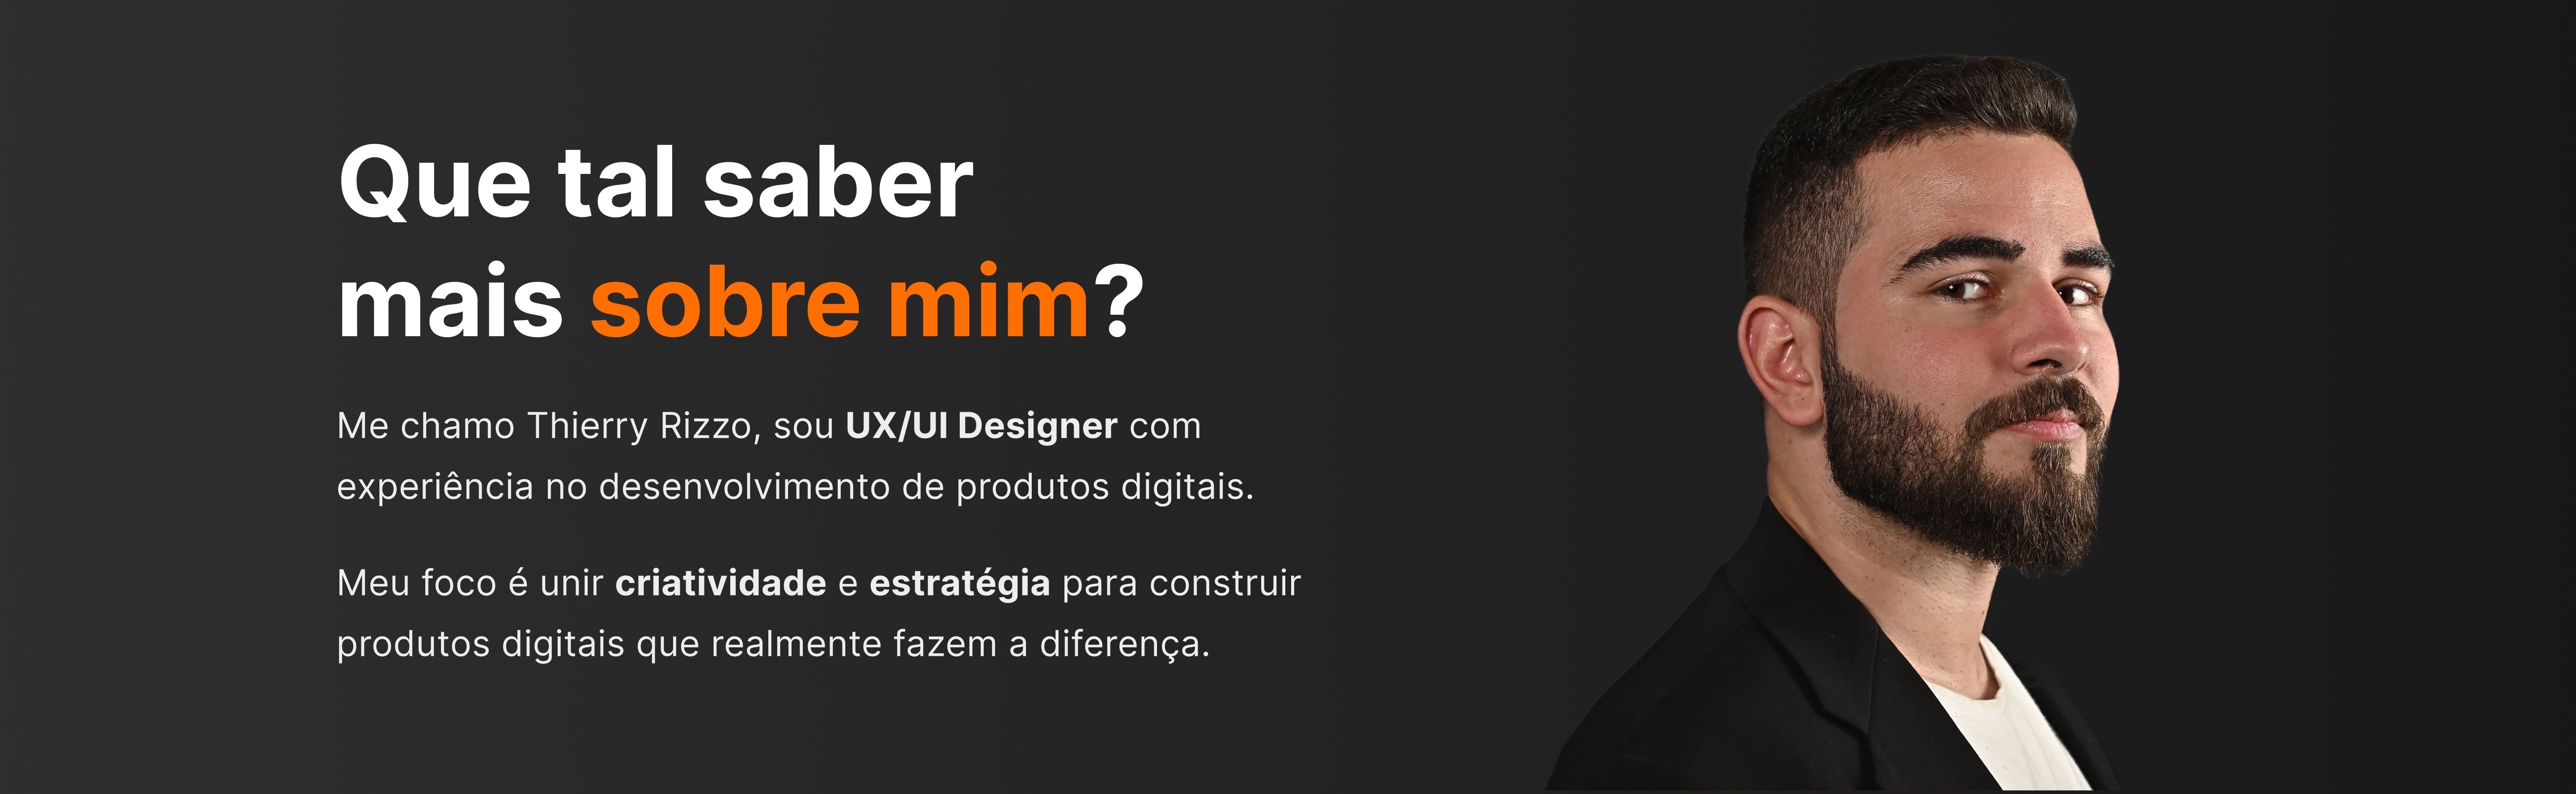 Que tal saber
mais sobre mim?
Me chamo Thierry Rizzo, sou UX/UI Designer com
experiência no desenvolvimento de produtos digitais.
Meu foco é unir criatividade e estratégia para construir
produtos digitais que realmente fazem a diferença.